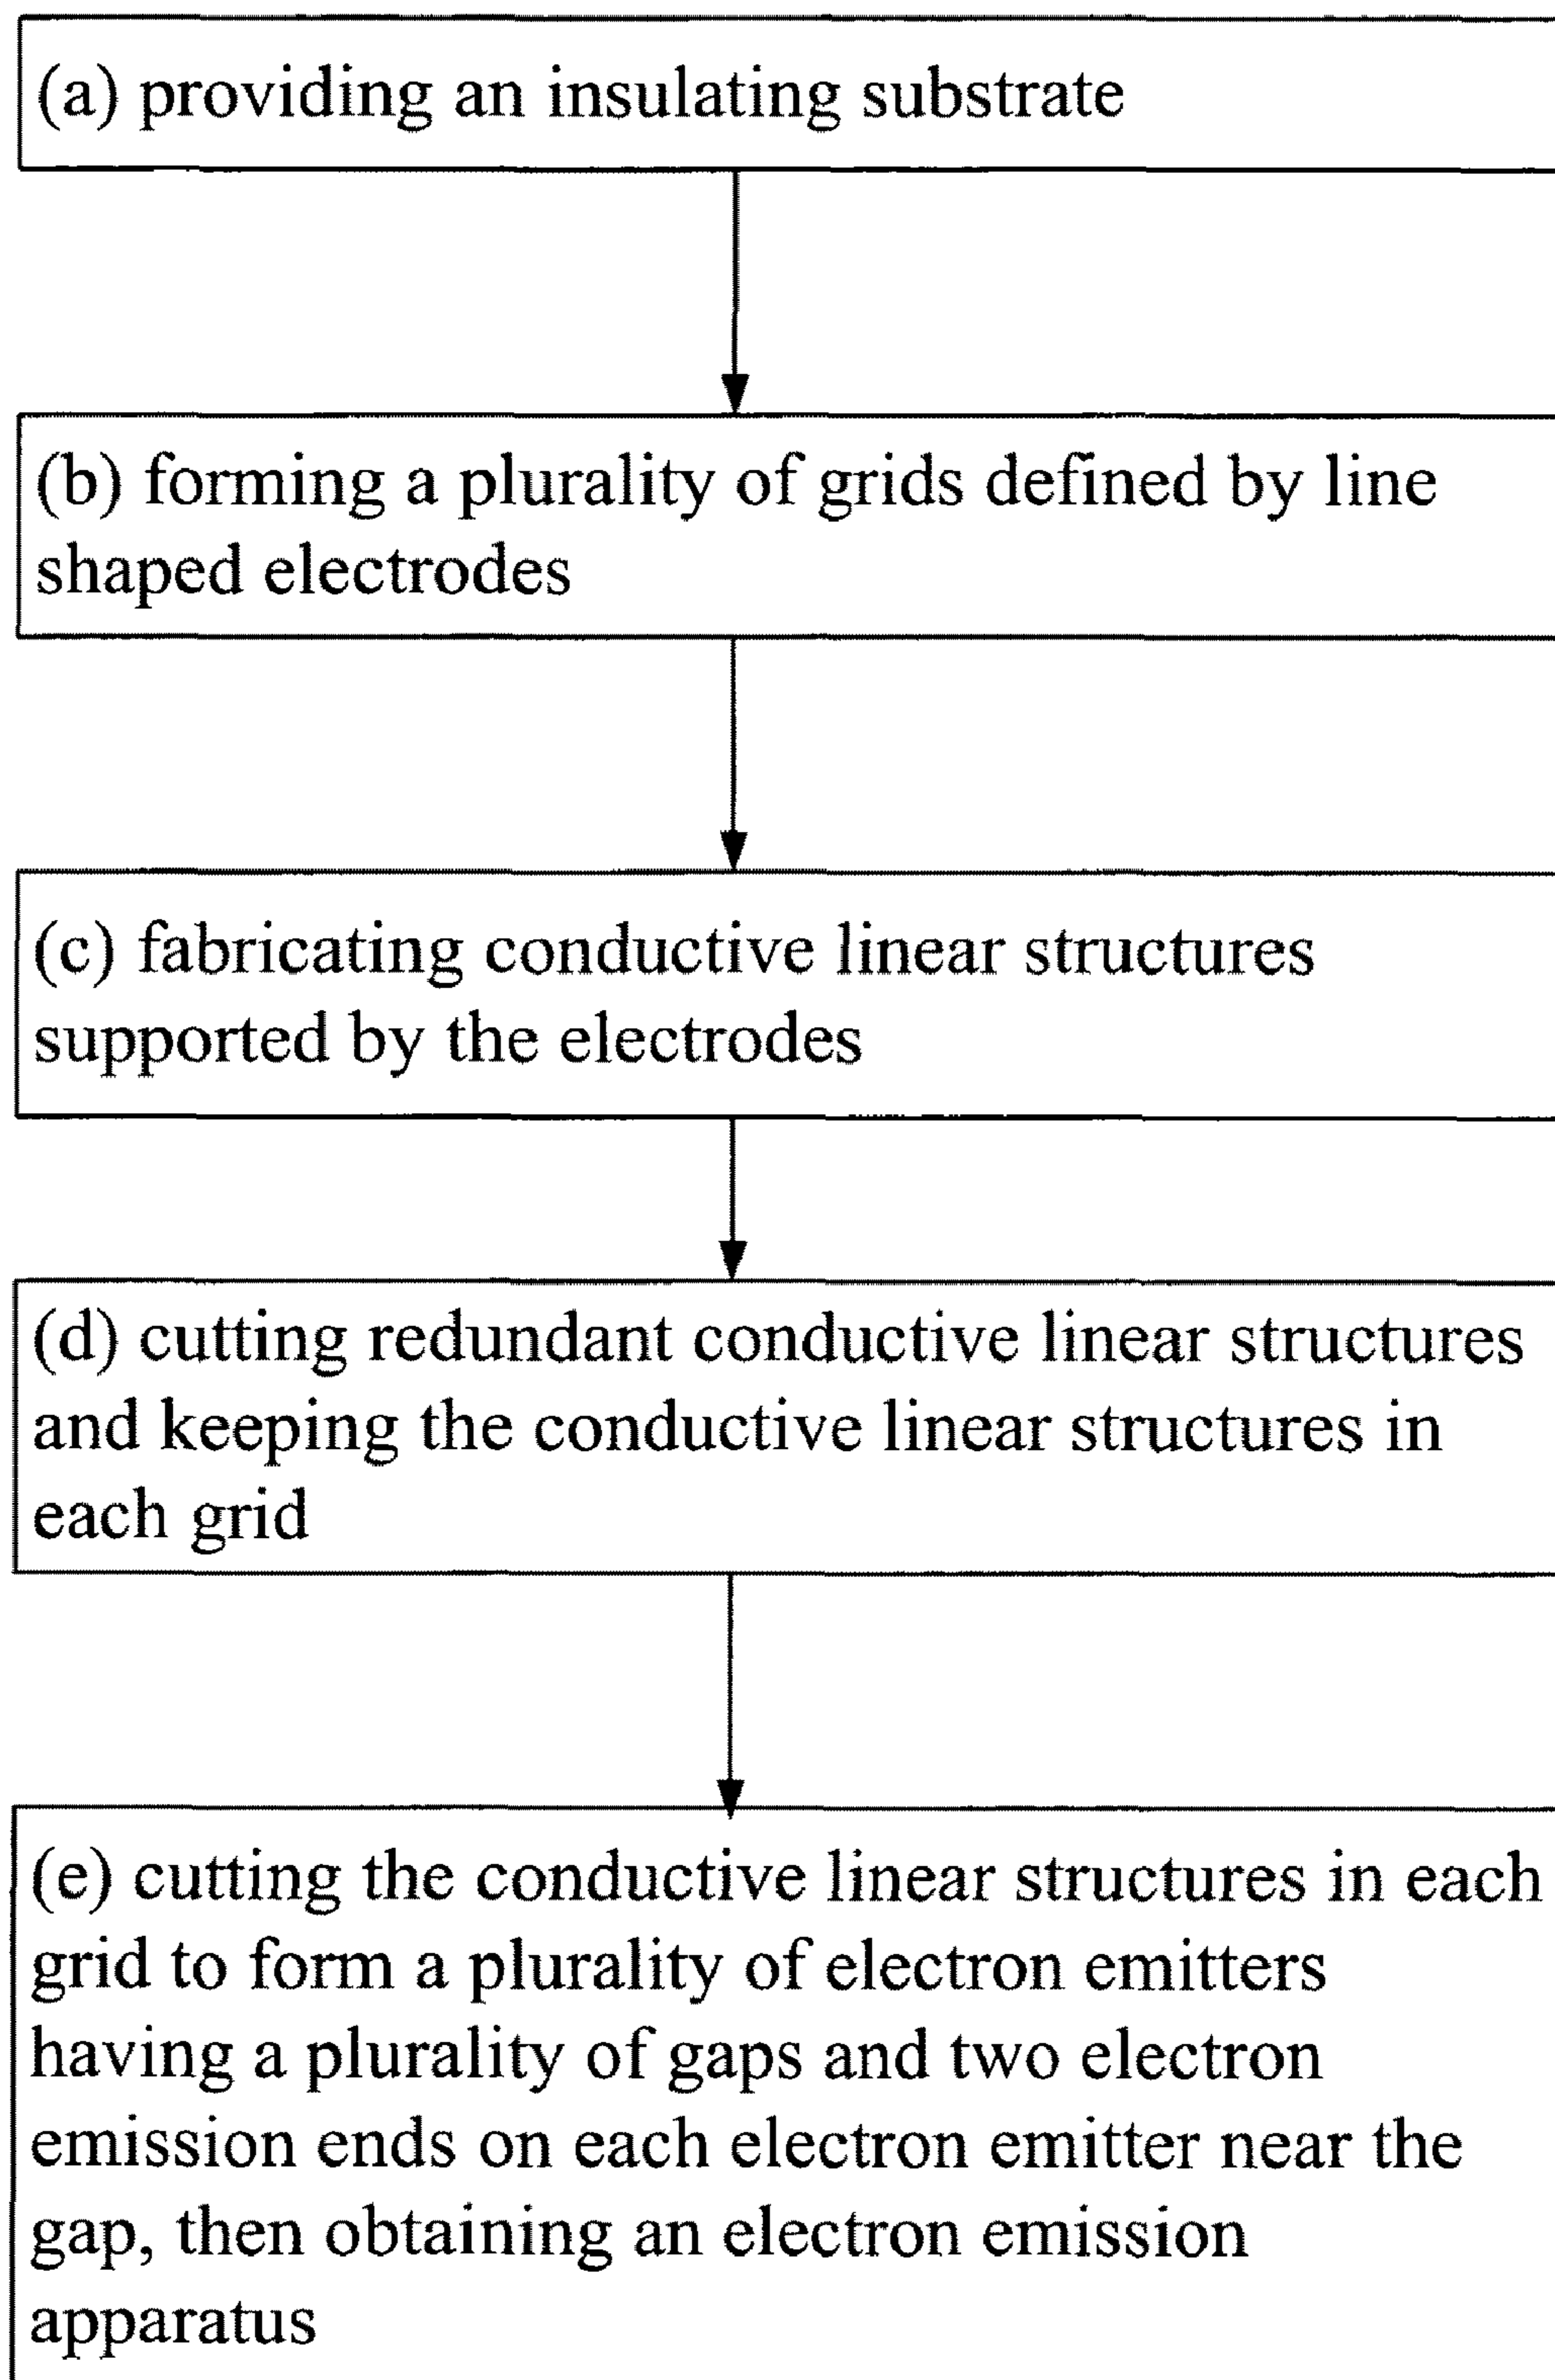 (a) providing an insulating substrate
(b) forming a plurality of grids defined by line
shaped electrodes
(c) fabricating conductive linear structures
supported by the electrodes
(d) cutting redundant conductive linear structures
and keeping the conductive linear structures in
each grid
(e) cutting the conductive linear structures in each
grid to form a plurality of electron emitters
having a plurality of gaps and two electron
emission ends on each electron emitter near the
gap, then obtaining an electron emission
apparatus